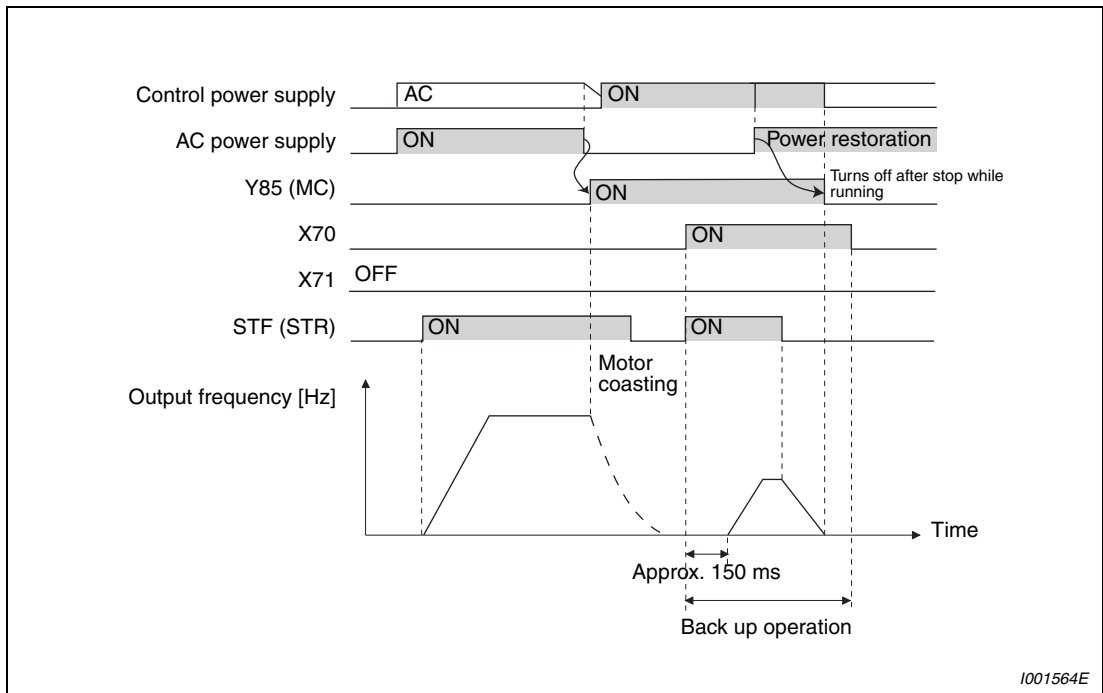 Control power supply
AC
ON
AC power supply
ON
Power restoration
Y85 (MC)
ON
Turns off after stop while
running
X70
ON
X71
OFF
STF (STR)
ON
ON
Motor
coasting
Output frequency [Hz]
Time
Approx. 150 ms
Back up operation
I001564E